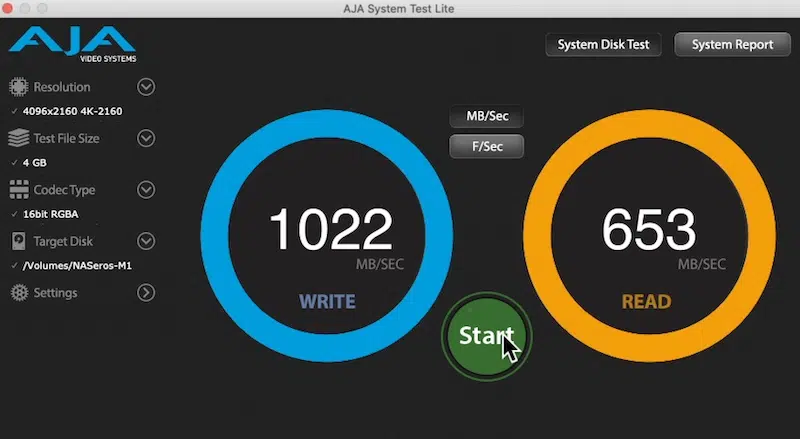 AJA System Test Lite
AJA
VIDEO SYSTEMS
System Disk Test
System Report
Resolution
✓ 4096x2160 4K-2160
Test File Size
✓ 4 GB
Codec Type
✓ 16bit RGBA
Target Disk
✓ /Volumes/NASeros-M1
Settings
MB/Sec
F/Sec
1022
MB/SEC
WRITE
Start
653
MB/SEC
READ